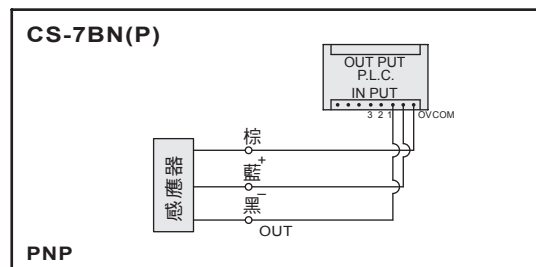 CS-7BN(P)
OUT PUT
P.L.C.
IN PUT
3 2 1 OVCOM
棕
+
藍
−
黑
OUT
感應器
PNP